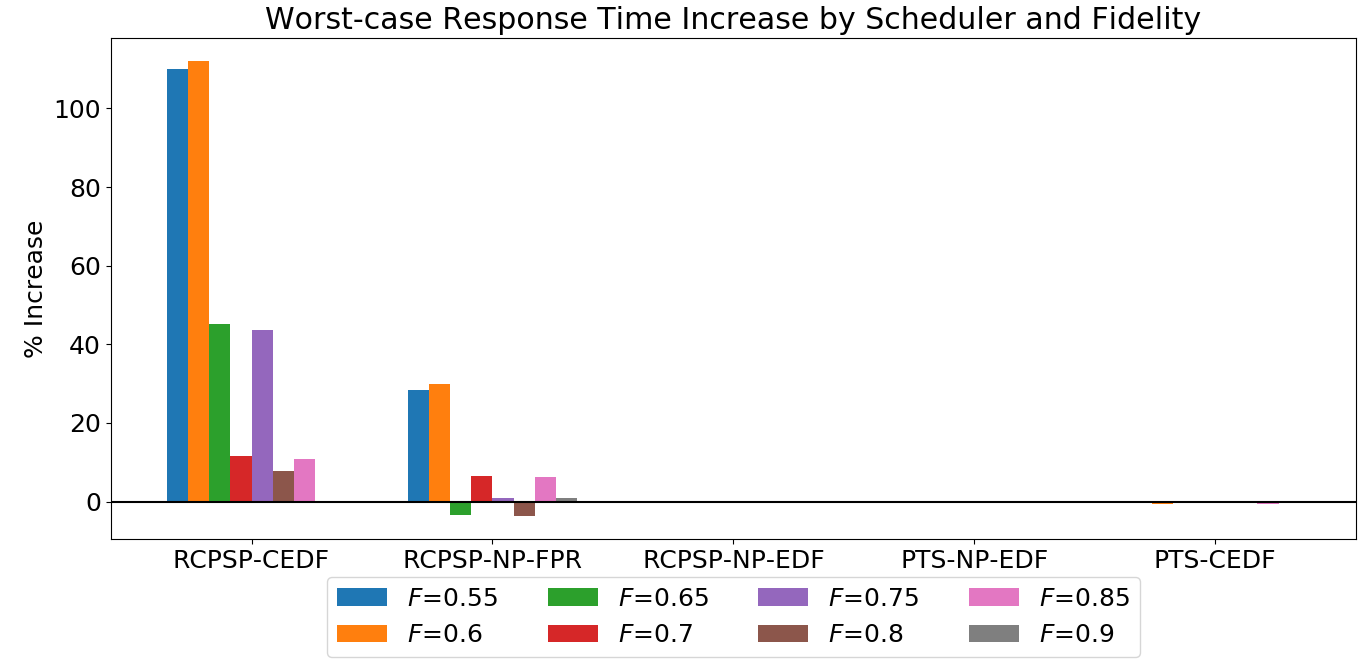 Worst-case Response Time Increase by Scheduler and Fidelity
% Increase
100
80
60
40
20
0
RCPSP-CEDF RCPSP-NP-FPR RCPSP-NP-EDF PTS-NP-EDF PTS-CEDF
F=0.55 F=0.65 F=0.75 F=0.85
F=0.6 F=0.7 F=0.8 F=0.9